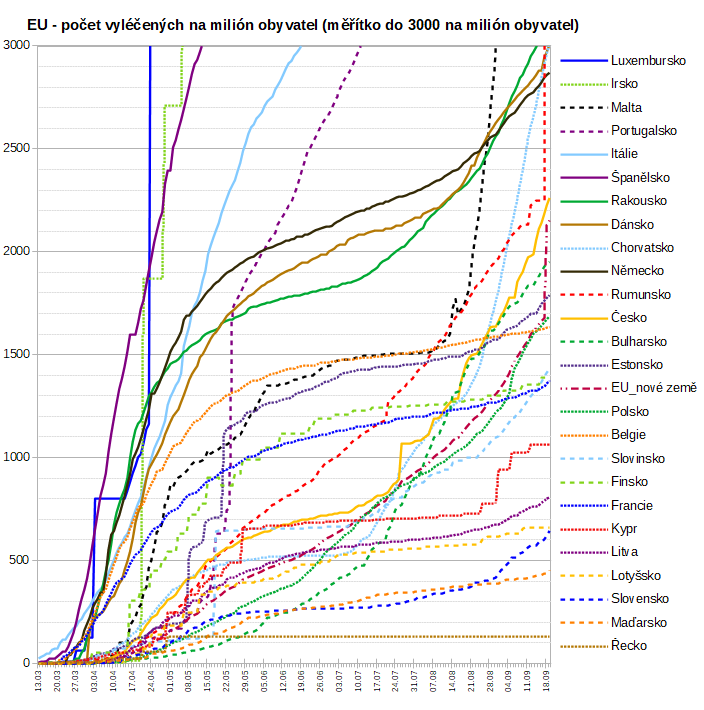 EU - počet vyléčených na milión obyvatel (měřítko do 3000 na milión obyvatel)
3000
2500
2000
1500
1000
500
0
13.03
20.03
27.03
03.04
10.04
17.04
24.04
01.05
08.05
15.05
22.05
29.05
05.06
12.06
19.06
26.06
03.07
10.07
17.07
24.07
31.07
07.08
14.08
21.08
28.08
04.09
11.09
18.09
Luxembursko
Irsko
Malta
Portugalsko
Itálie
Španělsko
Rakousko
Dánsko
Chorvatsko
Německo
Rumunsko
Česko
Bulharsko
Estonsko
EU_nové země
Polsko
Belgie
Slovinsko
Finsko
Francie
Kypr
Litva
Lotyšsko
Slovensko
Maďarsko
Řecko